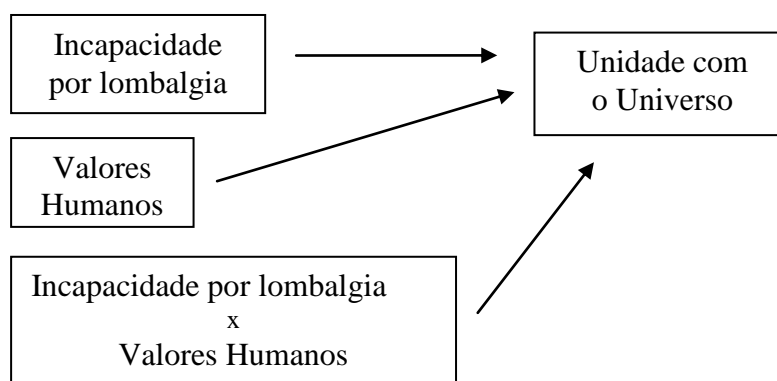 Incapacidade
por lombalgia
Unidade com
o Universo
Valores
Humanos
Incapacidade por lombalgia
x
Valores Humanos